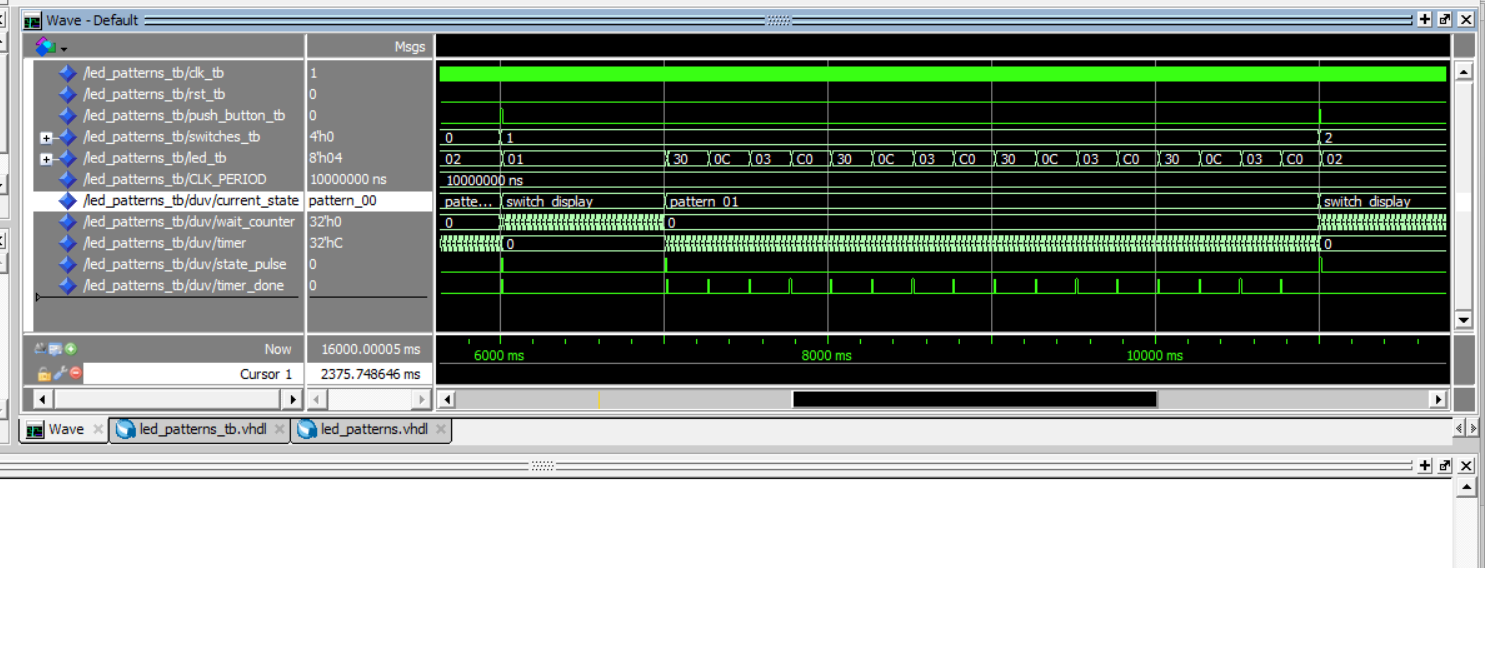 Wave - Default
Msgs
/led_patterns_tb/clk_tb 1
/led_patterns_tb/rst_tb 0
/led_patterns_tb/push_button_tb 0
/led_patterns_tb/switches_tb 4'h0 0 1 2
/led_patterns_tb/led_tb 8'h04 02 01 30 0C 03 C0 30 0C 03 C0 30 0C 03 C0 30 0C 03 C0 02
/led_patterns_tb/CLK_PERIOD 10000000 ns 10000000 ns
/led_patterns_tb/duv/current_state pattern_00 patte... switch_display pattern_01 switch_display
/led_patterns_tb/duv/wait_counter 32'h0 0 0
/led_patterns_tb/duv/timer 32'hC 0 0
/led_patterns_tb/duv/state_pulse 0
/led_patterns_tb/duv/timer_done 0
Now 16000.00005 ms 6000 ms 8000 ms 10000 ms
Cursor 1 2375.748646 ms
Wave led_patterns_tb.vhdl led_patterns.vhdl